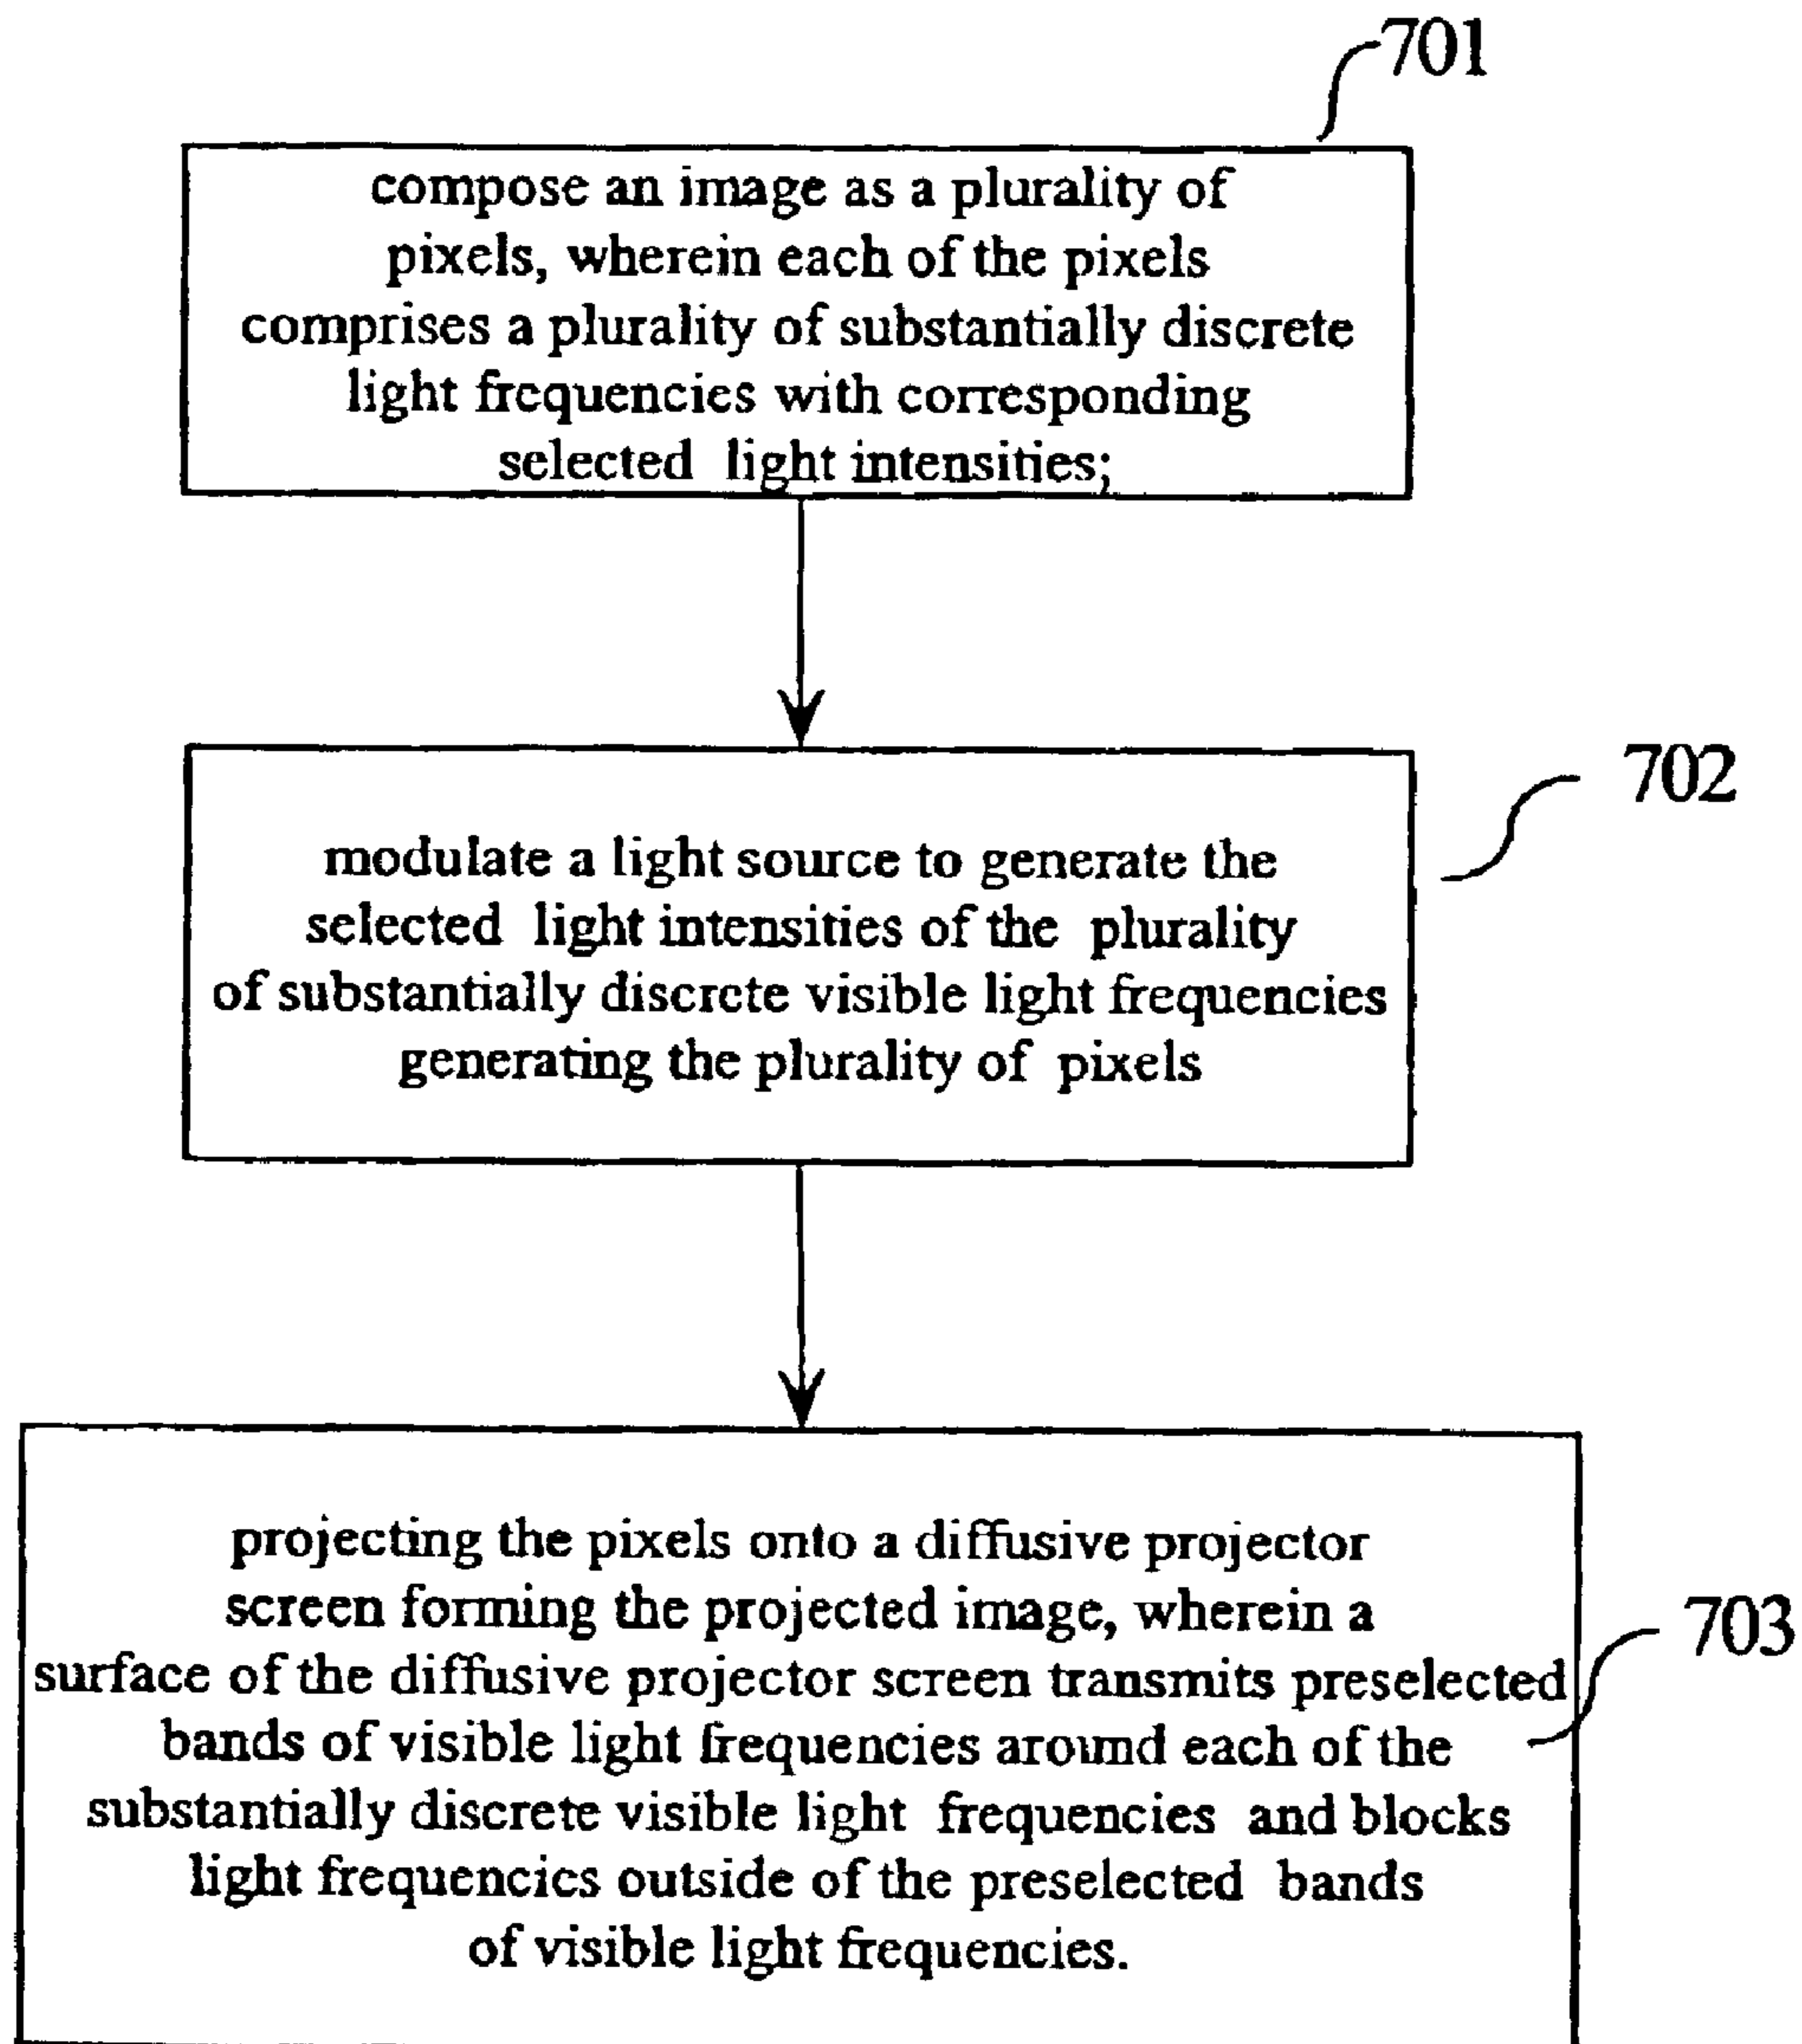 701
compose an image as a plurality of
pixels, wherein each of the pixels
comprises a plurality of substantially discrete
light frequencies with corresponding
selected light intensities;
702
modulate a light source to generate the
selected light intensities of the plurality
of substantially discrete visible light frequencies
generating the plurality of pixels
projecting the pixels onto a diffusive projector
screen forming the projected image, wherein a
703
surface of the diffusive projector screen transmits preselected
bands of visible light frequencies around each of the
substantially discrete visible light frequencies and blocks
light frequencies outside of the preselected bands
of visible light frequencies.